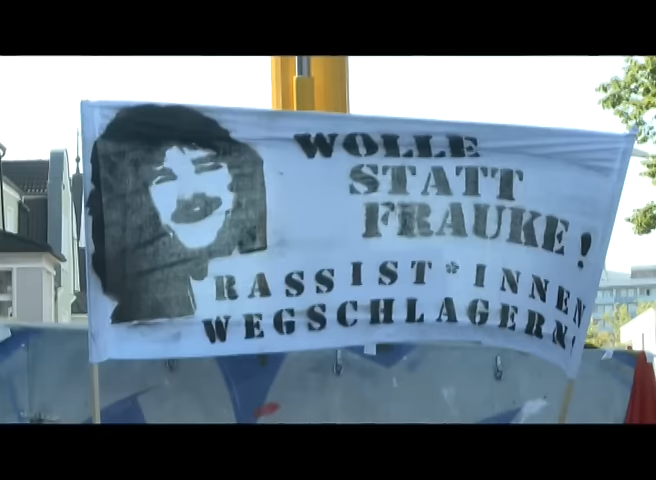 WOLLE
STATT
FRAUKE!
RASSIST*INNEN
WEGSCHLAGERN!